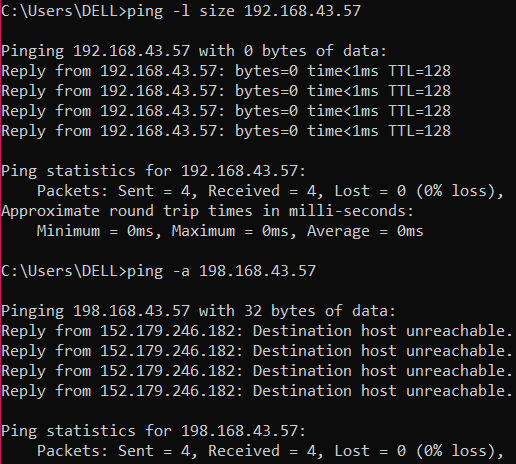 C:\Users\DELL>ping -l size 192.168.43.57
Pinging 192.168.43.57 with 0 bytes of data:
Reply from 192.168.43.57: bytes=0 time<1ms TTL=128
Reply from 192.168.43.57: bytes=0 time<1ms TTL=128
Reply from 192.168.43.57: bytes=0 time<1ms TTL=128
Reply from 192.168.43.57: bytes=0 time<1ms TTL=128
Ping statistics for 192.168.43.57:
    Packets: Sent = 4, Received = 4, Lost = 0 (0% loss),
Approximate round trip times in milli-seconds:
    Minimum = 0ms, Maximum = 0ms, Average = 0ms
C:\Users\DELL>ping -a 198.168.43.57
Pinging 198.168.43.57 with 32 bytes of data:
Reply from 152.179.246.182: Destination host unreachable.
Reply from 152.179.246.182: Destination host unreachable.
Reply from 152.179.246.182: Destination host unreachable.
Reply from 152.179.246.182: Destination host unreachable.
Ping statistics for 198.168.43.57:
    Packets: Sent = 4, Received = 4, Lost = 0 (0% loss),